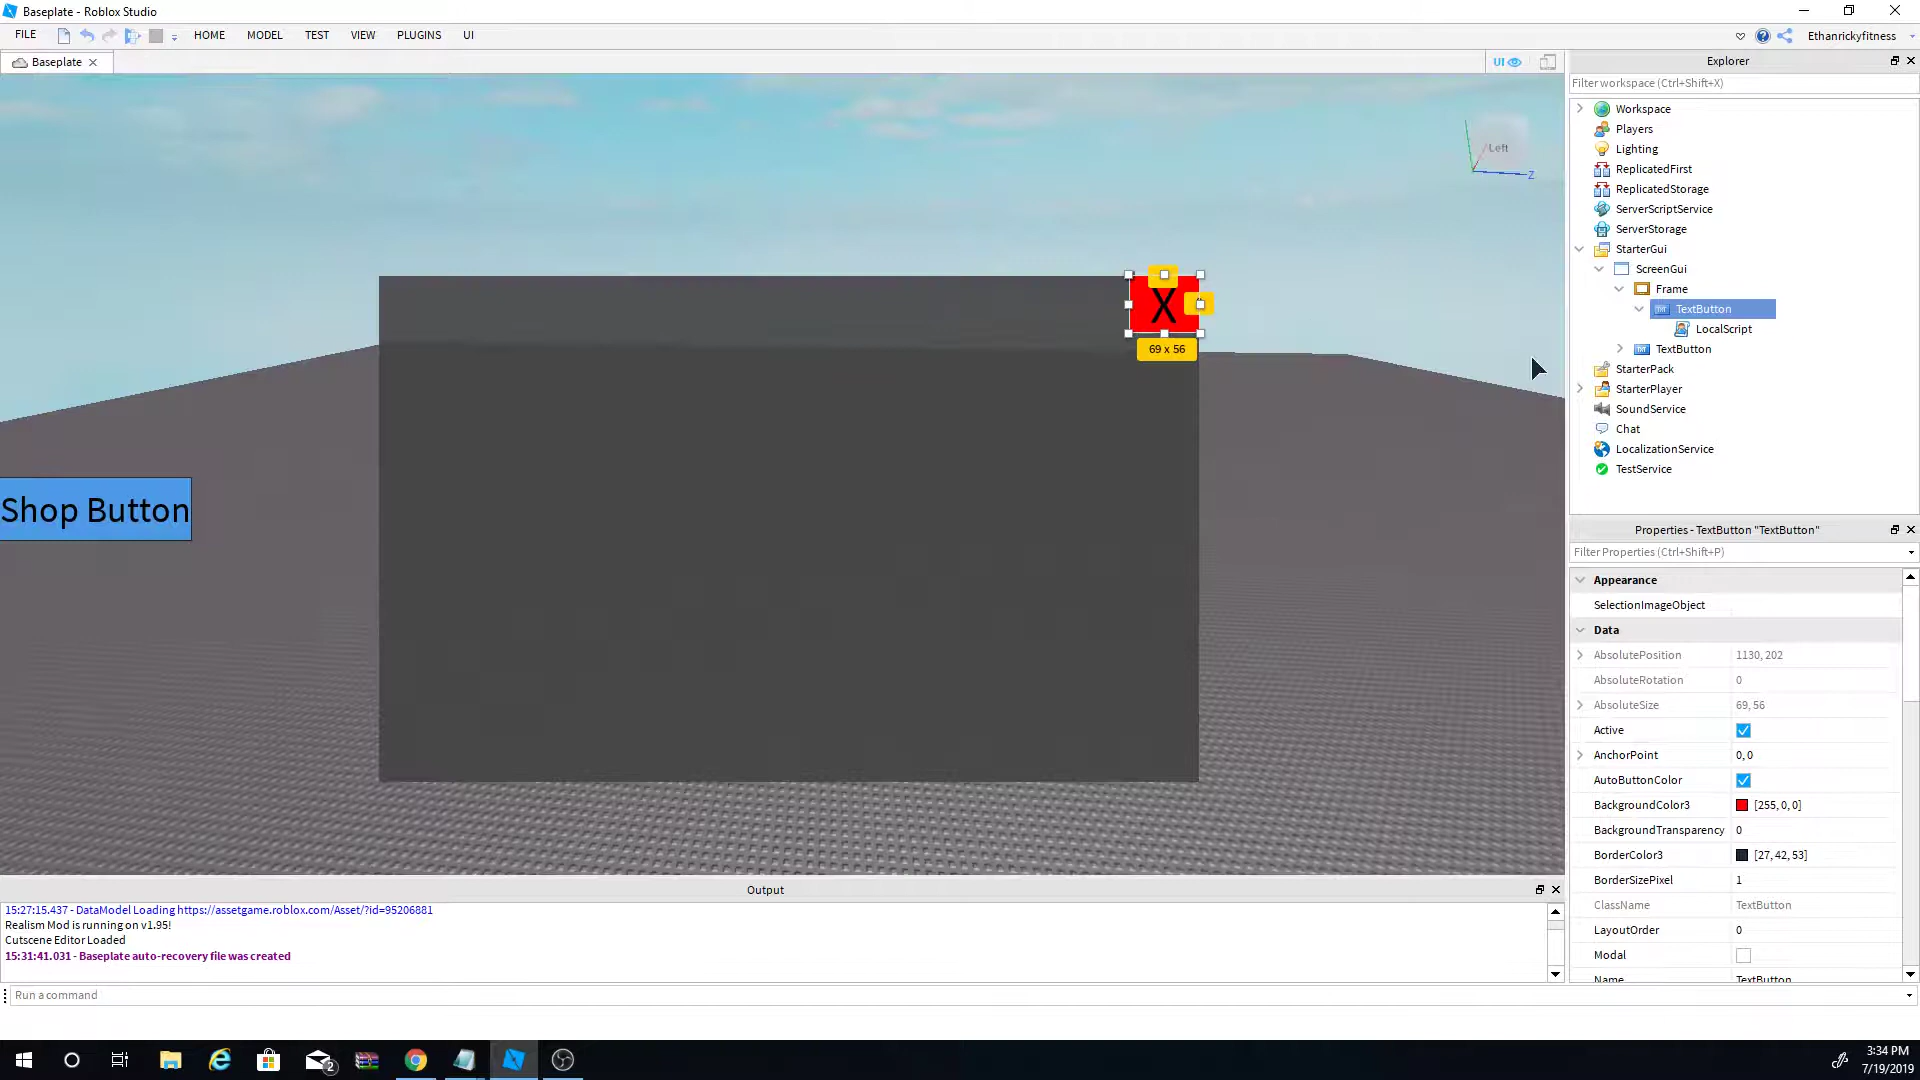 Baseplate - Roblox Studio
FILE HOME MODEL TEST VIEW PLUGINS UI Ethanrickyfitness
Baseplate
UI
Left
Z
X
69 x 56
Shop Button
Explorer
Filter workspace (Ctrl+Shift+X)
Workspace
Players
Lighting
ReplicatedFirst
ReplicatedStorage
ServerScriptService
ServerStorage
StarterGui
ScreenGui
Frame
TextButton
LocalScript
TextButton
StarterPack
StarterPlayer
SoundService
Chat
LocalizationService
TestService
Properties - TextButton "TextButton"
Filter Properties (Ctrl+Shift+P)
Appearance
SelectionImageObject
Data
AbsolutePosition 1130, 202
AbsoluteRotation 0
AbsoluteSize 69, 56
Active
AnchorPoint 0, 0
AutoButtonColor
BackgroundColor3 [255, 0, 0]
BackgroundTransparency 0
BorderColor3 [27, 42, 53]
BorderSizePixel 1
ClassName TextButton
LayoutOrder 0
Modal
Name TextButton
Output
15:27:15.437 - DataModel Loading https://assetgame.roblox.com/Asset/?id=95206881
Realism Mod is running on v1.95!
Cutscene Editor Loaded
15:31:41.031 - Baseplate auto-recovery file was created
Run a command
2
3:34 PM
7/19/2019